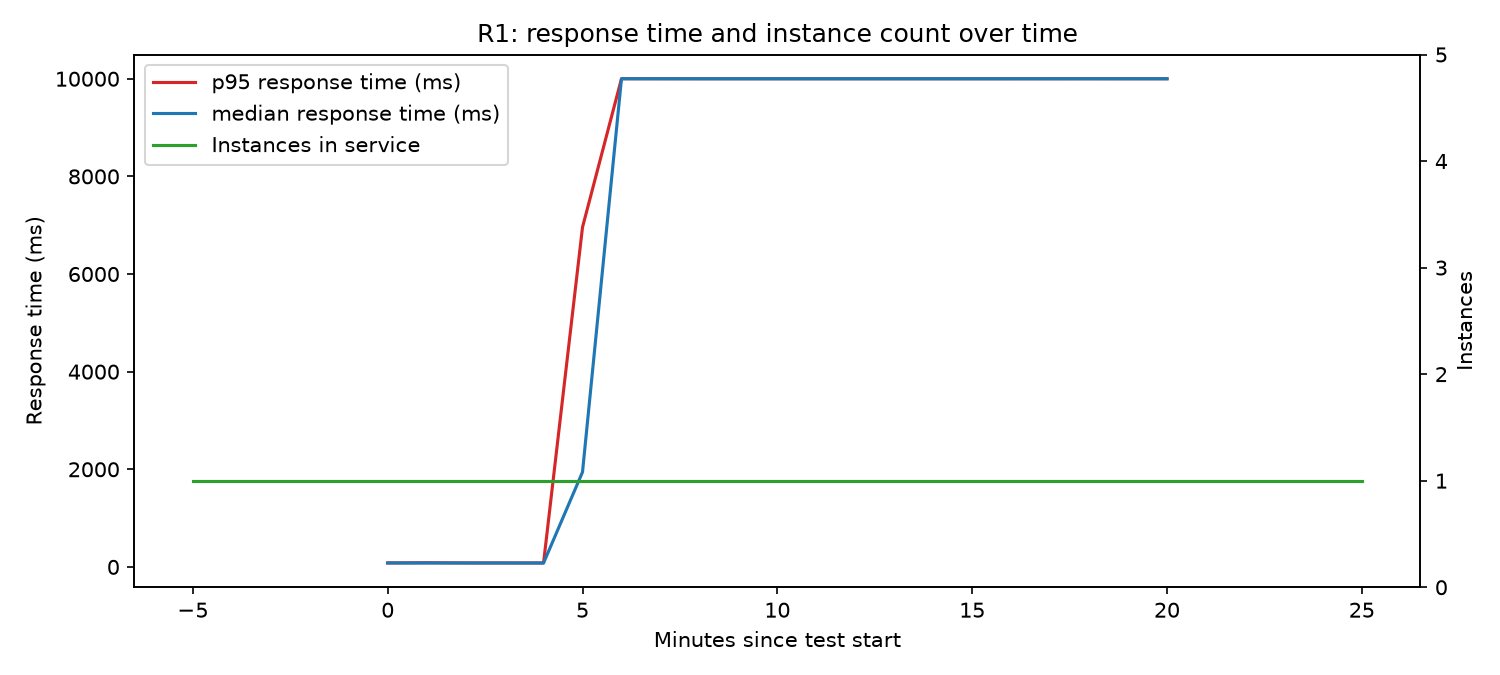 R1: response time and instance count over time
p95 response time (ms)
median response time (ms)
Instances in service
Response time (ms)
10000
8000
6000
4000
2000
0
5
4
3
2
1
0
Instances
−5 0 5 10 15 20 25
Minutes since test start